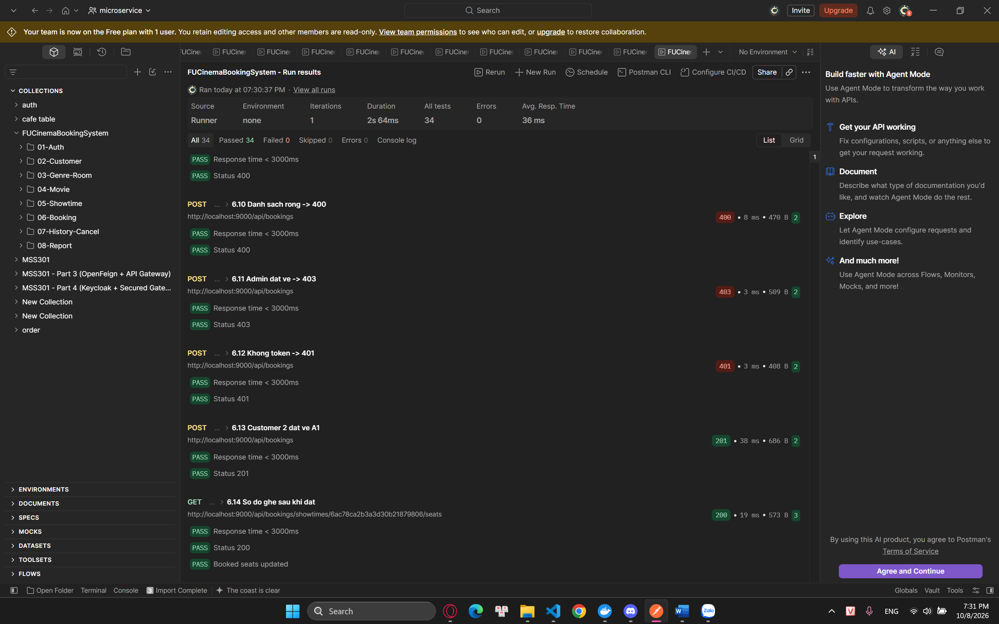 microservice
Search
Invite
Upgrade
Your team is now on the Free plan with 1 user. You retain editing access and other members are read-only. View team permissions to see who can edit, or upgrade to restore collaboration.
FUCiner FUCiner FUCiner FUCiner FUCiner FUCiner FUCiner FUCiner FUCiner FUCiner FUCiner FUCiner
No Environment
AI
COLLECTIONS
auth
cafe table
FUCinemaBookingSystem
01-Auth
02-Customer
03-Genre-Room
04-Movie
05-Showtime
06-Booking
07-History-Cancel
08-Report
MSS301
MSS301 - Part 3 (OpenFeign + API Gateway)
MSS301 - Part 4 (Keycloak + Secured Gate...
New Collection
New Collection
order
ENVIRONMENTS
DOCUMENTS
SPECS
MOCKS
DATASETS
TOOLSETS
FLOWS
FUCinemaBookingSystem - Run results
Rerun
New Run
Schedule
Postman CLI
Configure CI/CD
Share
Ran today at 07:30:37 PM · View all runs
Source Environment Iterations Duration All tests Errors Avg. Resp. Time
Runner none 1 2s 64ms 34 0 36 ms
All 34 Passed 34 Failed 0 Skipped 0 Errors 0 Console log
List Grid
1
PASS Response time < 3000ms
PASS Status 400
POST ... > 6.10 Danh sach rong -> 400
http://localhost:9000/api/bookings
400 • 8 ms • 470 B 2
PASS Response time < 3000ms
PASS Status 400
POST ... > 6.11 Admin dat ve -> 403
http://localhost:9000/api/bookings
403 • 3 ms • 509 B 2
PASS Response time < 3000ms
PASS Status 403
POST ... > 6.12 Khong token -> 401
http://localhost:9000/api/bookings
401 • 3 ms • 408 B 2
PASS Response time < 3000ms
PASS Status 401
POST ... > 6.13 Customer 2 dat ve A1
http://localhost:9000/api/bookings
201 • 38 ms • 686 B 2
PASS Response time < 3000ms
PASS Status 201
GET ... > 6.14 So do ghe sau khi dat
http://localhost:9000/api/bookings/showtimes/6ac78ca2b3a3d30b21879806/seats
200 • 19 ms • 573 B 3
PASS Response time < 3000ms
PASS Status 200
PASS Booked seats updated
Build faster with Agent Mode
Use Agent Mode to transform the way you work
with APIs.
Get your API working
Fix configurations, scripts, or anything else to
get your request working.
Document
Describe what type of documentation you'd
like, and watch Agent Mode do the rest.
Explore
Let Agent Mode configure requests and
identify use-cases.
And much more!
Use Agent Mode across Flows, Monitors,
Mocks, and more!
By using this AI product, you agree to Postman's
Terms of Service
Agree and Continue
Open Folder Terminal Console 3 Import Complete The coast is clear
Globals Vault Tools
Search
Zalo
V
ENG
7:31 PM
10/8/2026